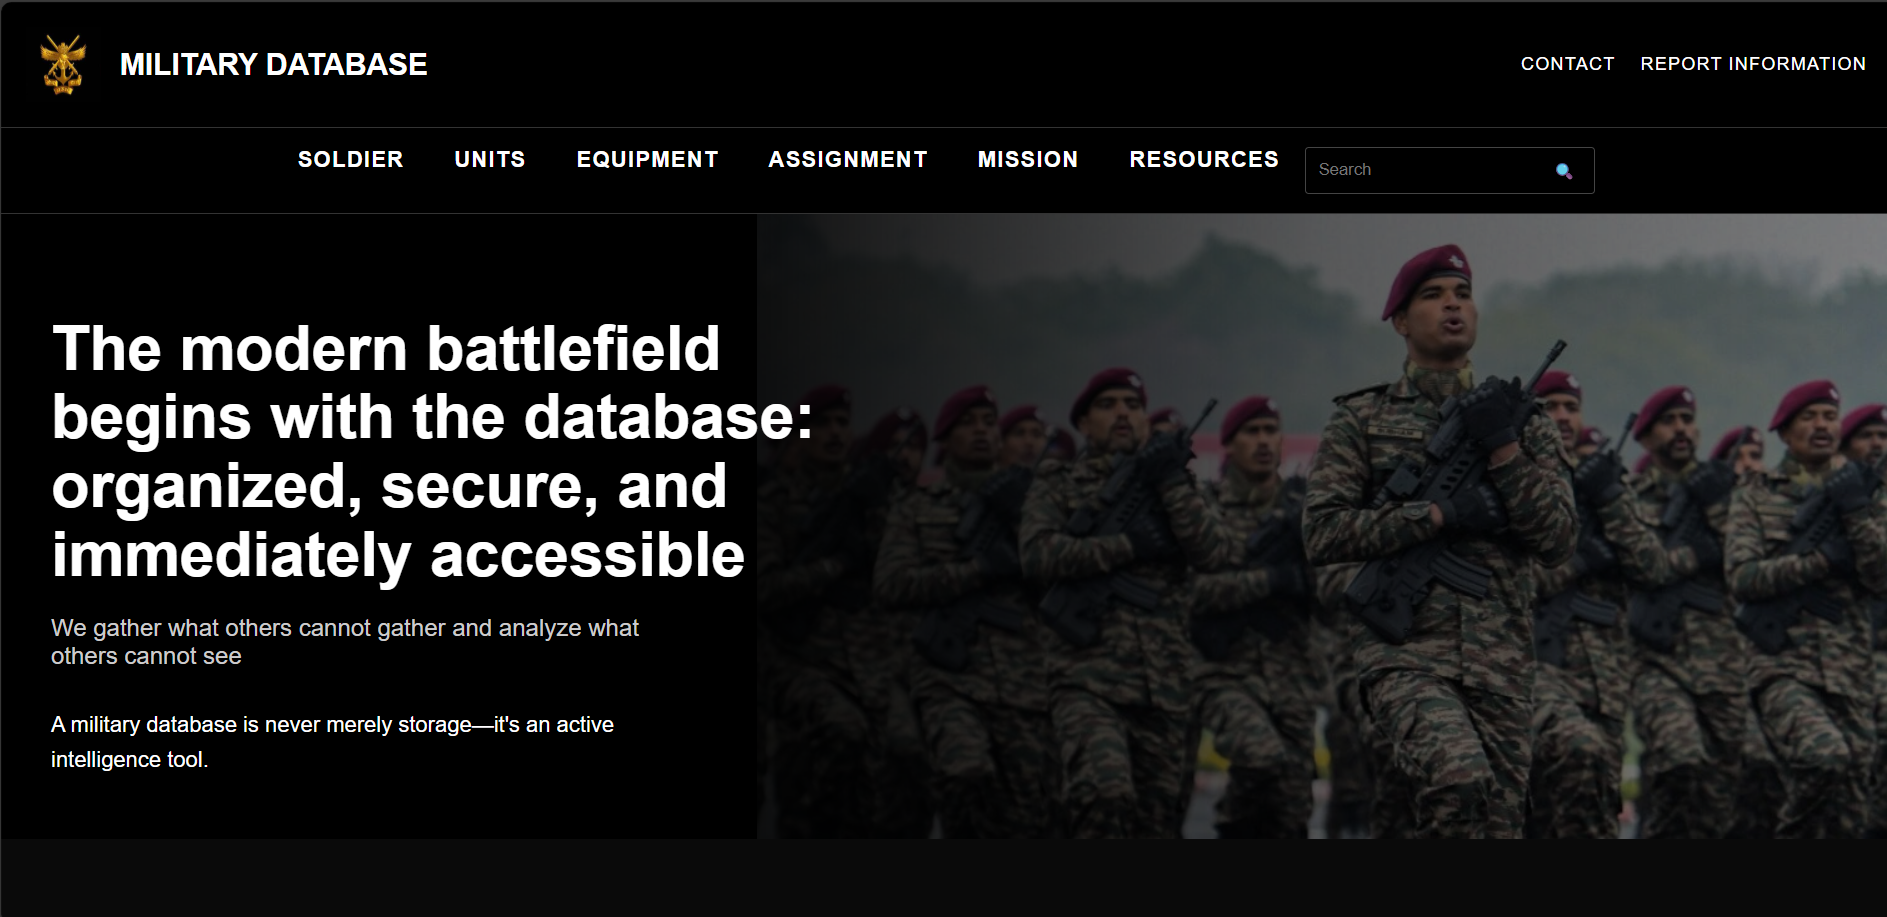 MILITARY DATABASE
CONTACT
REPORT INFORMATION
SOLDIER
UNITS
EQUIPMENT
ASSIGNMENT
MISSION
RESOURCES
Search
The modern battlefield
begins with the database:
organized, secure, and
immediately accessible
We gather what others cannot gather and analyze what
others cannot see
A military database is never merely storage—it's an active
intelligence tool.